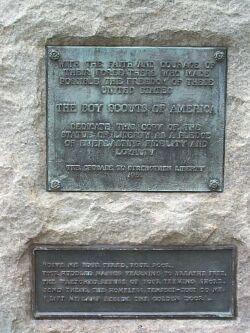 WITH THE FAITH AND COURAGE OF
THEIR FOREFATHERS WHO MADE
POSSIBLE THE FREEDOM OF THESE
UNITED STATES
THE BOY SCOUTS OF AMERICA
DEDICATE THIS COPY OF THE
STATUE OF LIBERTY AS A PLEDGE
OF EVERLASTING FIDELITY AND
LOYALTY
THE CRUSADE TO STRENGTHEN LIBERTY
"GIVE ME YOUR TIRED, YOUR POOR,
THE HUDDLED MASSES YEARNING TO BREATHE FREE,
THE WRETCHED REFUSE OF YOUR TEEMING SHORE,
SEND THESE, THE HOMELESS, TEMPEST-TOST TO ME,
I LIFT MY LAMP BESIDE THE GOLDEN DOOR."